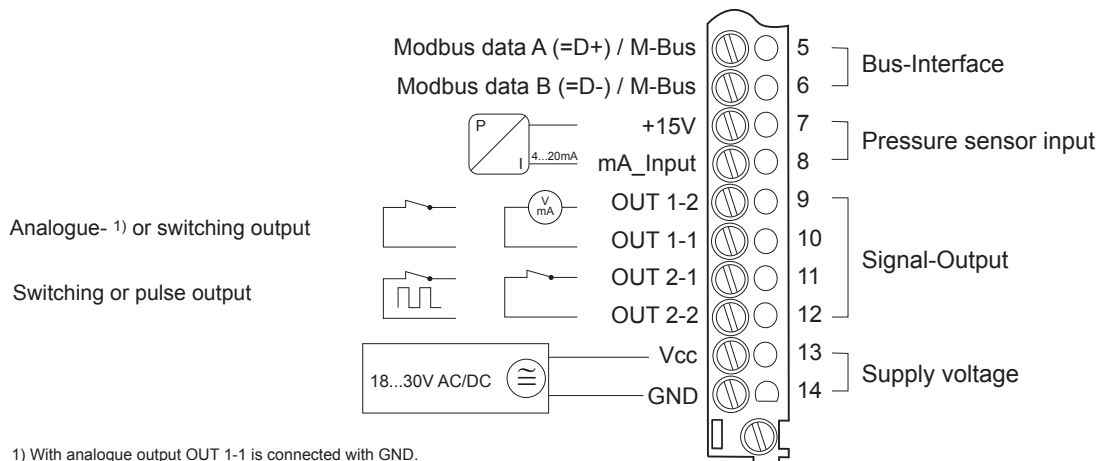 Modbus data A (=D+) / M-Bus 5
Bus-Interface
Modbus data B (=D-) / M-Bus 6
P
I
4...20mA
+15V 7
Pressure sensor input
mA_Input 8
Analogue- 1) or switching output
V
mA
OUT 1-2 9
OUT 1-1 10
Signal-Output
Switching or pulse output
OUT 2-1 11
OUT 2-2 12
18...30V AC/DC
Vcc 13
Supply voltage
GND 14
1) With analogue output OUT 1-1 is connected with GND.